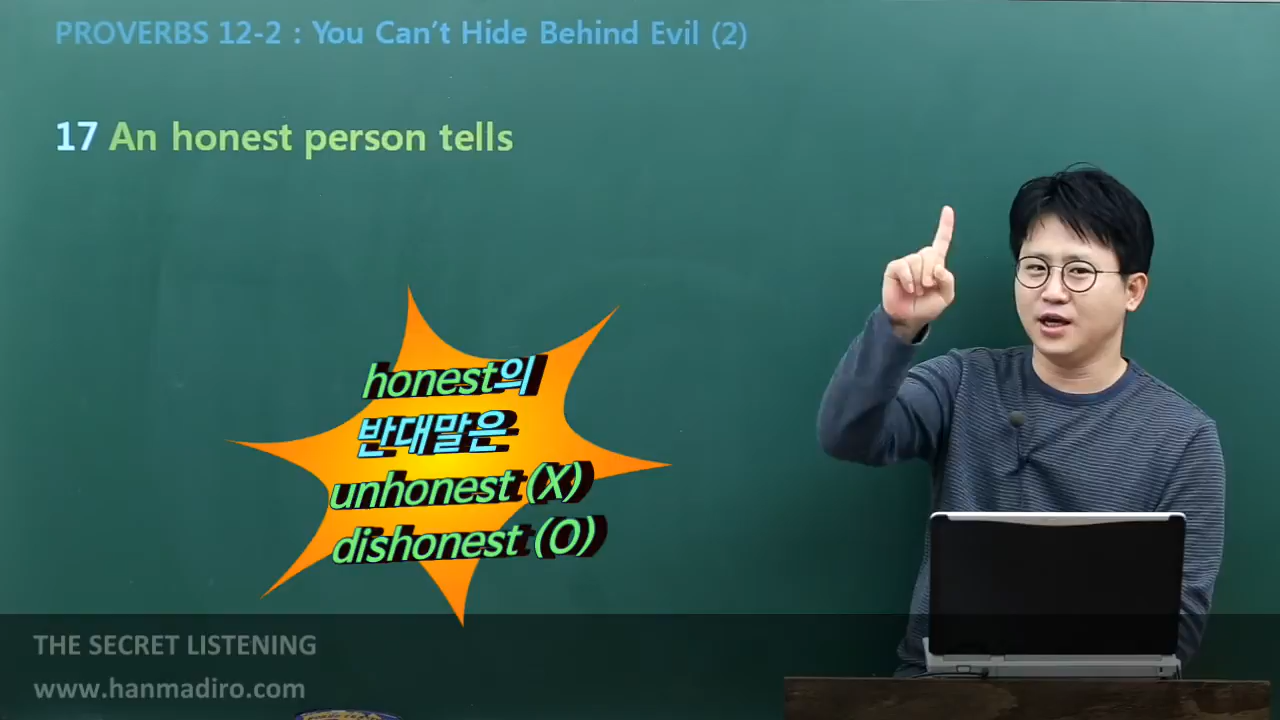 PROVERBS 12-2 : You Can't Hide Behind Evil (2)
17 An honest person tells
honest의
반대말은
unhonest (X)
dishonest (O)
THE SECRET LISTENING
www.hanmadiro.com